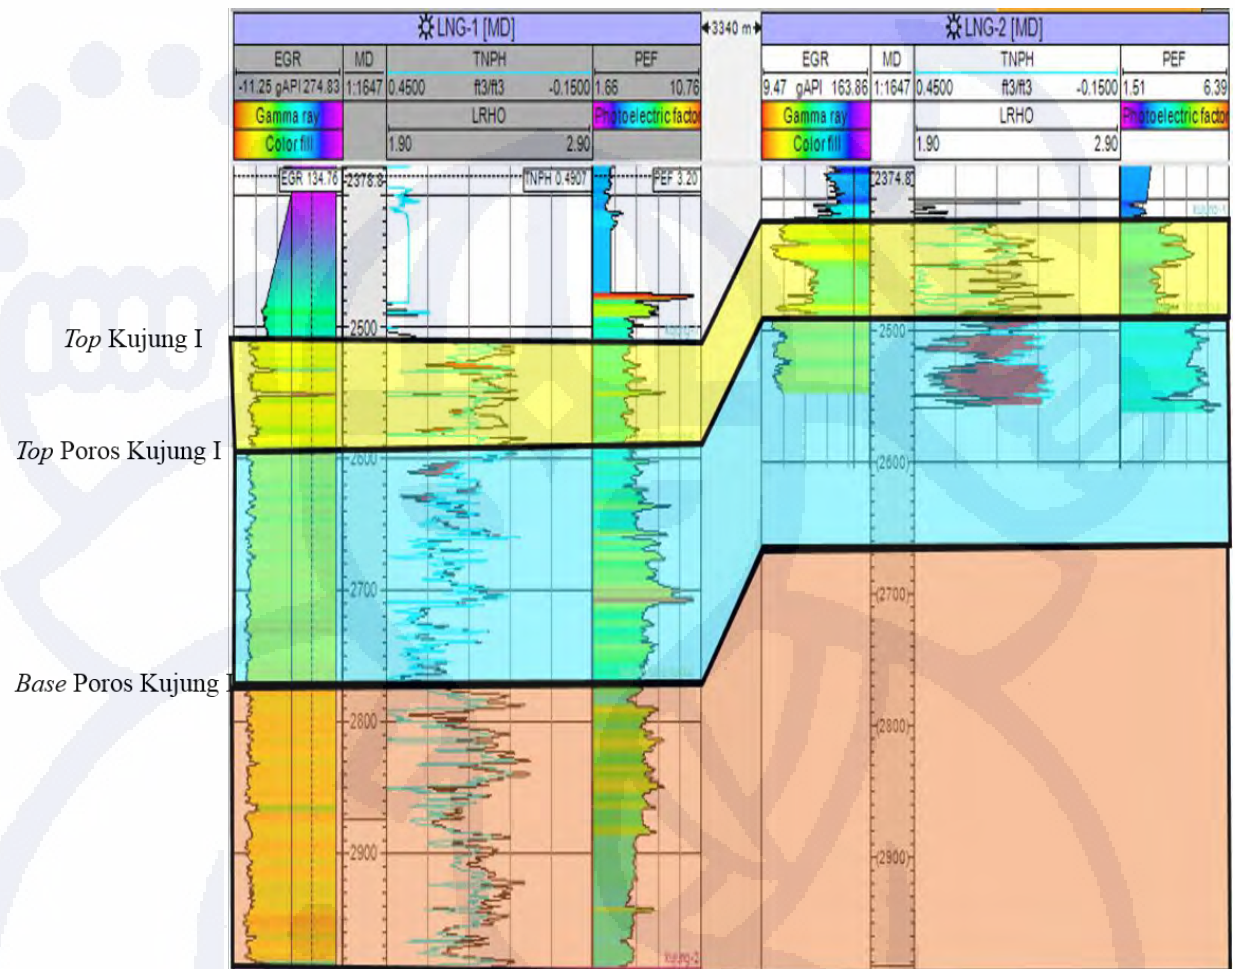 LNG-1 [MD]
3340 m
LNG-2 [MD]
EGR MD TNPH PEF
-11.25 gAPI 274.83 1:1647 0.4500 ft3/ft3 -0.1500 1.66 10.76
Gamma ray LRHO Photoelectric factor
Color fill 1.90 2.90
EGR MD TNPH PEF
9.47 gAPI 163.86 1:1647 0.4500 ft3/ft3 -0.1500 1.51 6.39
Gamma ray LRHO Photoelectric factor
Color fill 1.90 2.90
EGR 134.76 2378.8 TNPH 0.4907 PEF 3.20
2374.8
Top Kujung I
Top Poros Kujung I
Base Poros Kujung I
2500
2600
2700
2800
2900
2500
2600
2700
2800
2900